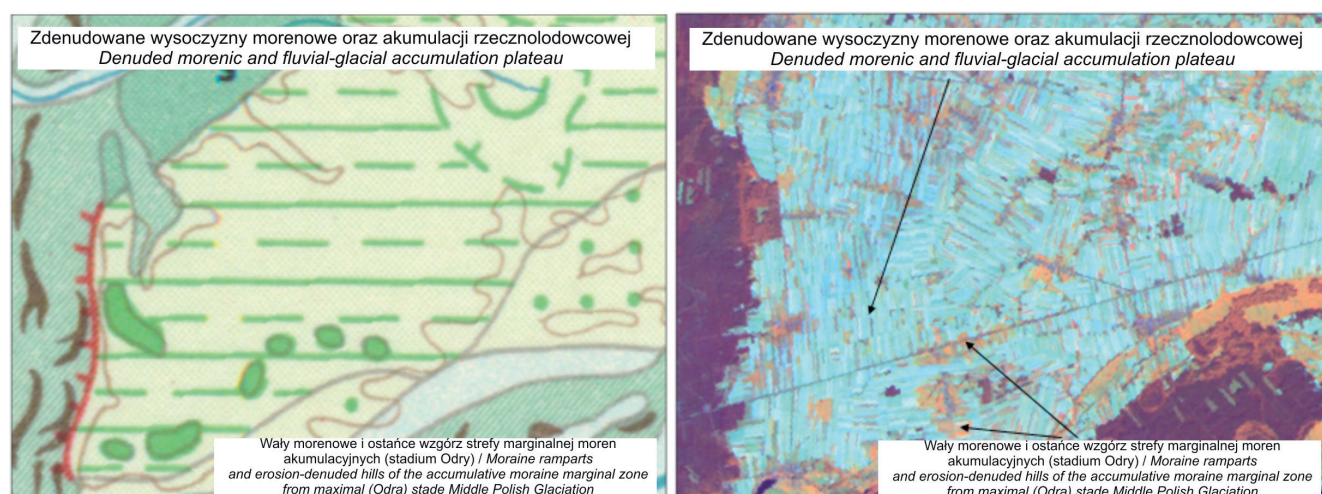 Zdenudowane wysoczyzny morenowe oraz akumulacji rzecznolodowcowej
Denuded morenic and fluvial-glacial accumulation plateau
Wały morenowe i ostańce wzgórz strefy marginalnej moren
akumulacyjnych (stadium Odry) / Moraine ramparts
and erosion-denuded hills of the accumulative moraine marginal zone
from maximal (Odra) stade Middle Polish Glaciation
Zdenudowane wysoczyzny morenowe oraz akumulacji rzecznolodowcowej
Denuded morenic and fluvial-glacial accumulation plateau
Wały morenowe i ostańce wzgórz strefy marginalnej moren
akumulacyjnych (stadium Odry) / Moraine ramparts
and erosion-denuded hills of the accumulative moraine marginal zone
from maximal (Odra) stade Middle Polish Glaciation